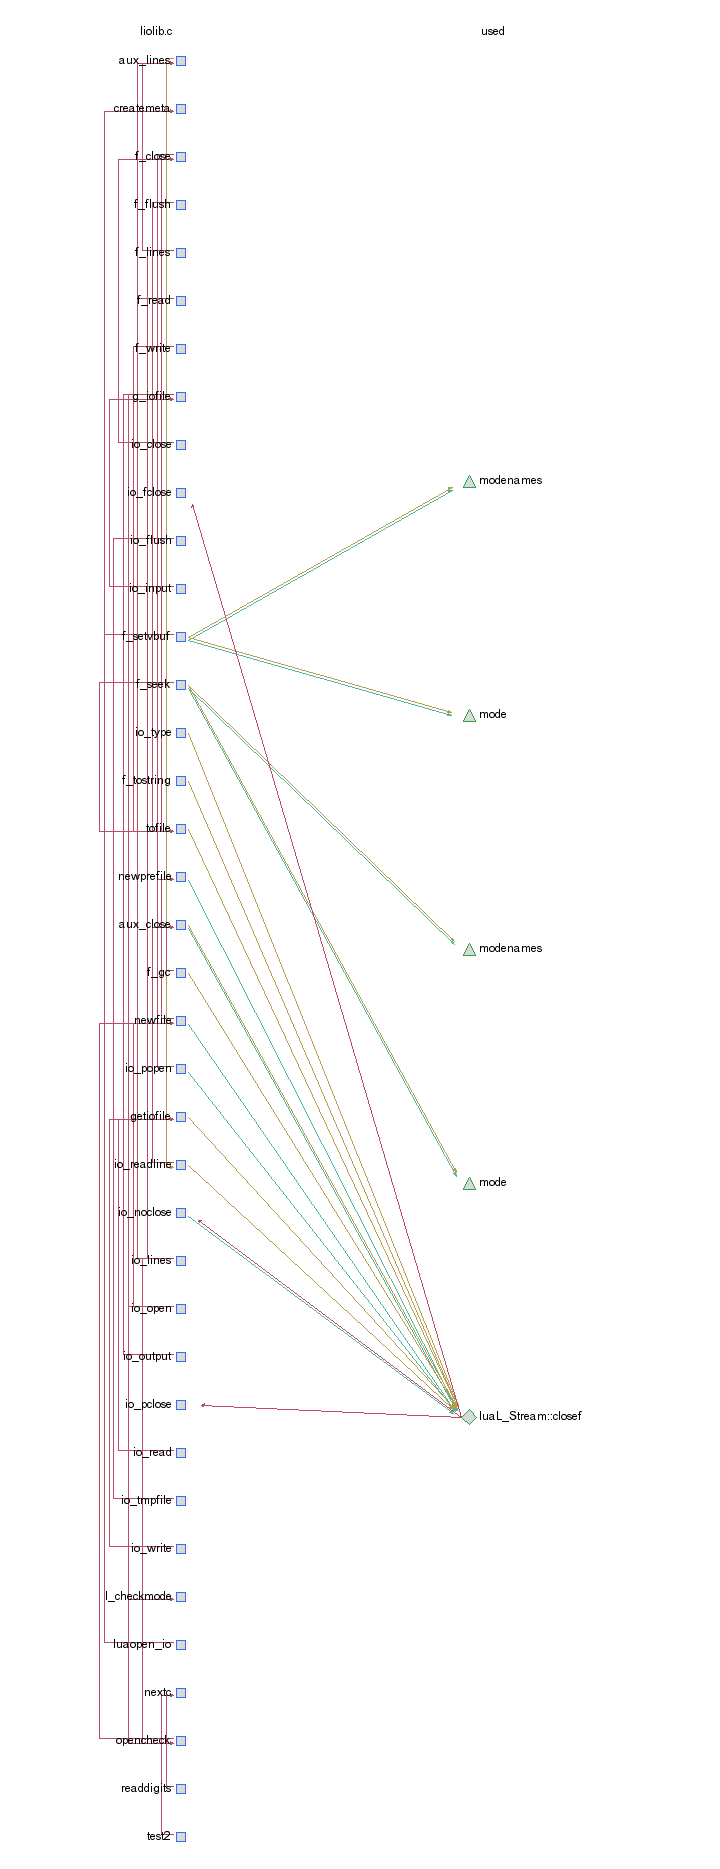 liolib.c
used
aux_lines
createmeta
f_close
f_flush
f_lines
f_read
f_write
g_iofile
io_close
modenames
io_fclose
io_flush
io_input
f_setvbuf
f_seek
mode
io_type
f_tostring
tofile
newprefile
aux_close
modenames
f_gc
newfile
io_popen
getiofile
io_readline
mode
io_noclose
io_lines
io_open
io_output
io_pclose
luaL_Stream::closef
io_read
io_tmpfile
io_write
l_checkmode
luaopen_io
nextc
opencheck
readdigits
test2